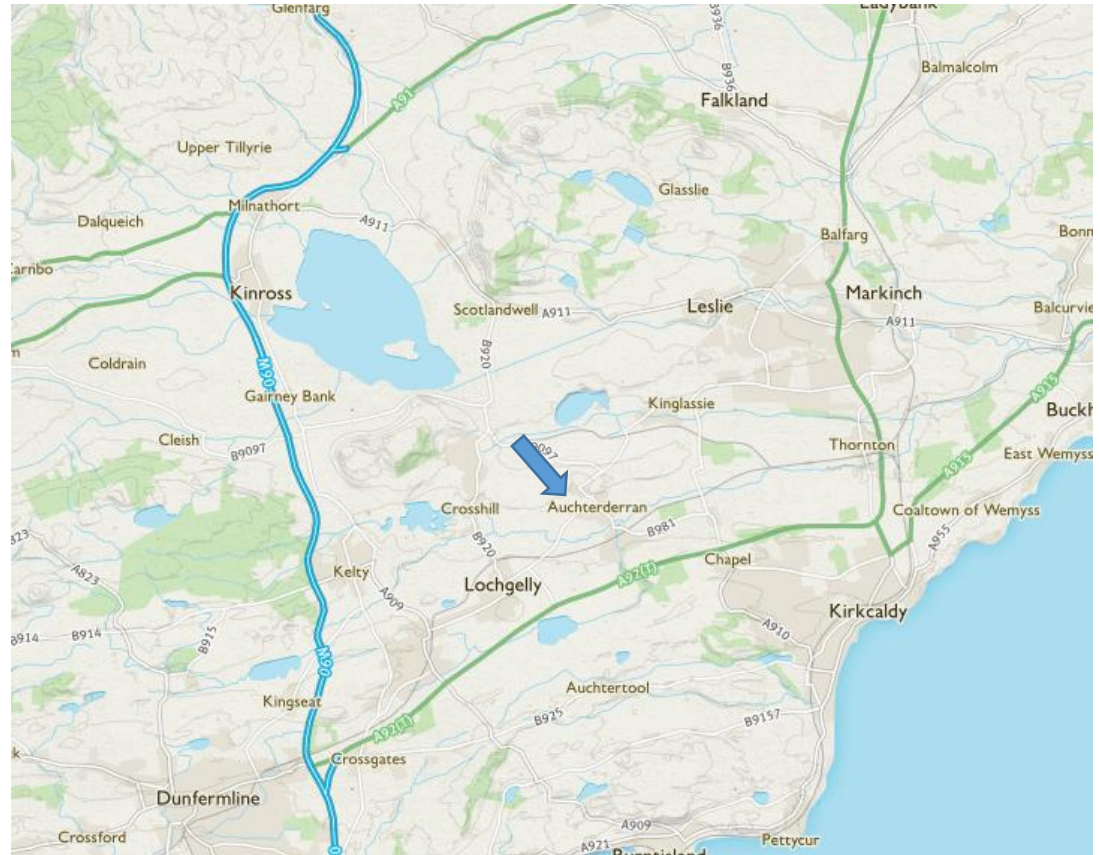 Glenfarg
Ladybank
B936
Balmalcolm
A91
B936
Falkland
Upper Tillyrie
Glasslie
Milnathort
Dalqueich
A911
Balfarg
Kinross
Scotlandwell
A911
Leslie
Markinch
A911
Balcurvie
B920
Coldrain
M90
Gairney Bank
Kinglassie
A915
Cleish
B9097
B9097
Thornton
East Wemyss
A915
Crosshill
Auchterderran
Coaltown of Wemyss
B981
B920
A955
Chapel
A823
Kelty
A92(T)
Lochgelly
A909
Kirkcaldy
B914
B914
B915
A910
M90
Auchtertool
Kingseat
B925
B9157
A92(T)
Crossgates
Dunfermline
A909
Crossford
A921
Pettycur